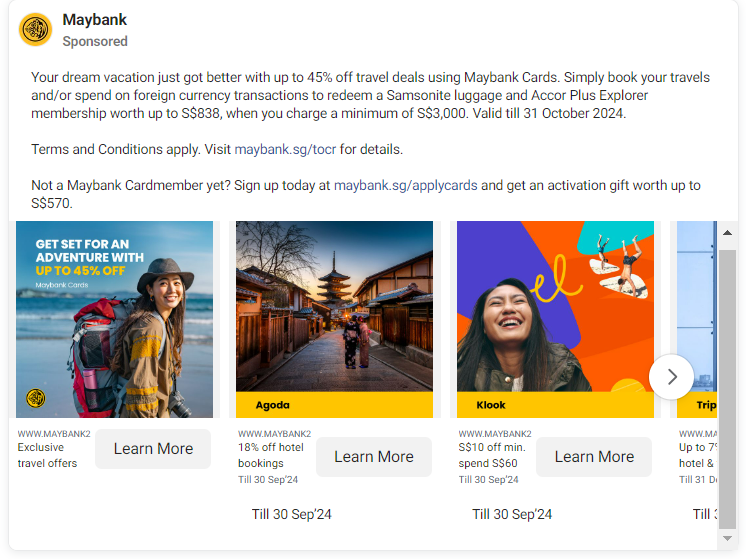 Maybank
Sponsored
Your dream vacation just got better with up to 45% off travel deals using Maybank Cards. Simply book your travels
and/or spend on foreign currency transactions to redeem a Samsonite luggage and Accor Plus Explorer
membership worth up to S$838, when you charge a minimum of S$3,000. Valid till 31 October 2024.
Terms and Conditions apply. Visit maybank.sg/tocr for details.
Not a Maybank Cardmember yet? Sign up today at maybank.sg/applycards and get an activation gift worth up to
S$570.
GET SET FOR AN
ADVENTURE WITH
UP TO 45% OFF
Maybank Cards
WWW.MAYBANK2
Exclusive
travel offers
Learn More
Agoda
WWW.MAYBANK2
18% off hotel
bookings
Till 30 Sep'24
Learn More
Till 30 Sep'24
el
Klook
WWW.MAYBANK2
S$10 off min.
spend S$60
Till 30 Sep'24
Learn More
Till 30 Sep'24
Trip
WWW.MAYB
Up to 7
hotel &
Till 31 D
Till